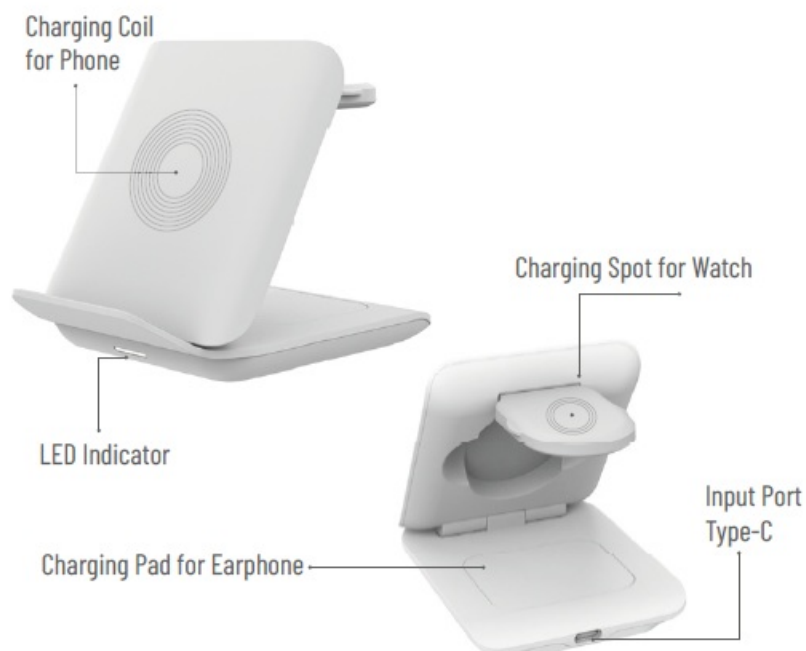 Charging Coil
for Phone
Charging Spot for Watch
LED Indicator
Input Port
Type-C
Charging Pad for Earphone